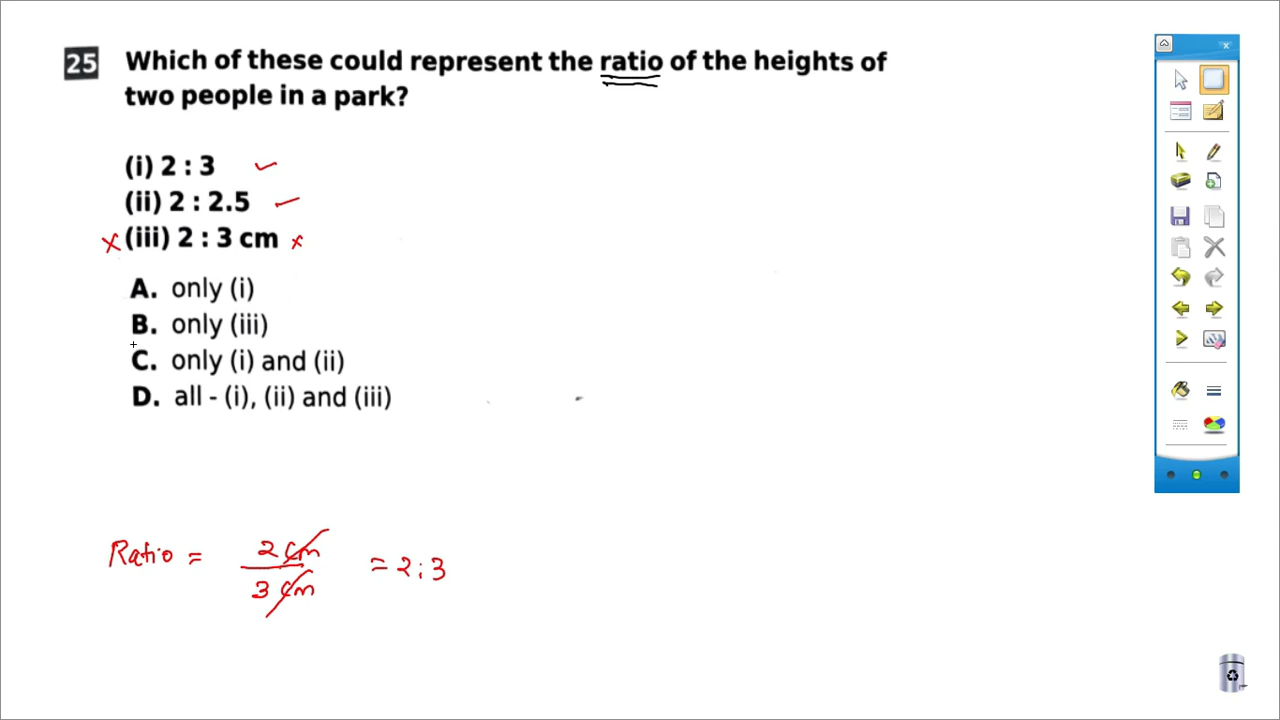 25 Which of these could represent the ratio of the heights of
two people in a park?
(i) 2 : 3 ✓
(ii) 2 : 2.5 ✓
x (iii) 2 : 3 cm x
A. only (i)
B. only (iii)
C. only (i) and (ii)
D. all - (i), (ii) and (iii)
Ratio = 2 cm / 3 cm = 2 : 3